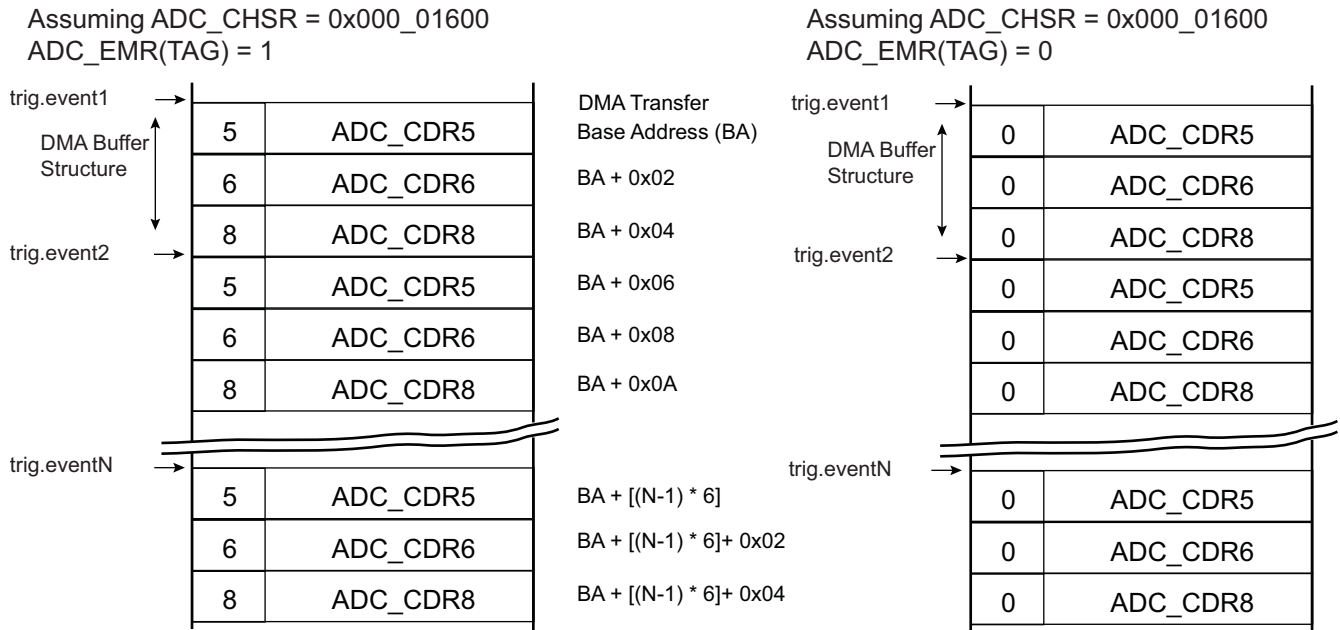 Assuming ADC_CHSR = 0x000_01600
ADC_EMR(TAG) = 1
trig.event1
DMA Buffer
Structure
5 ADC_CDR5
6 ADC_CDR6
8 ADC_CDR8
trig.event2
5 ADC_CDR5
6 ADC_CDR6
8 ADC_CDR8
trig.eventN
5 ADC_CDR5
6 ADC_CDR6
8 ADC_CDR8
DMA Transfer
Base Address (BA)
BA + 0x02
BA + 0x04
BA + 0x06
BA + 0x08
BA + 0x0A
BA + [(N-1) * 6]
BA + [(N-1) * 6]+ 0x02
BA + [(N-1) * 6]+ 0x04
Assuming ADC_CHSR = 0x000_01600
ADC_EMR(TAG) = 0
trig.event1
DMA Buffer
Structure
0 ADC_CDR5
0 ADC_CDR6
0 ADC_CDR8
trig.event2
0 ADC_CDR5
0 ADC_CDR6
0 ADC_CDR8
trig.eventN
0 ADC_CDR5
0 ADC_CDR6
0 ADC_CDR8